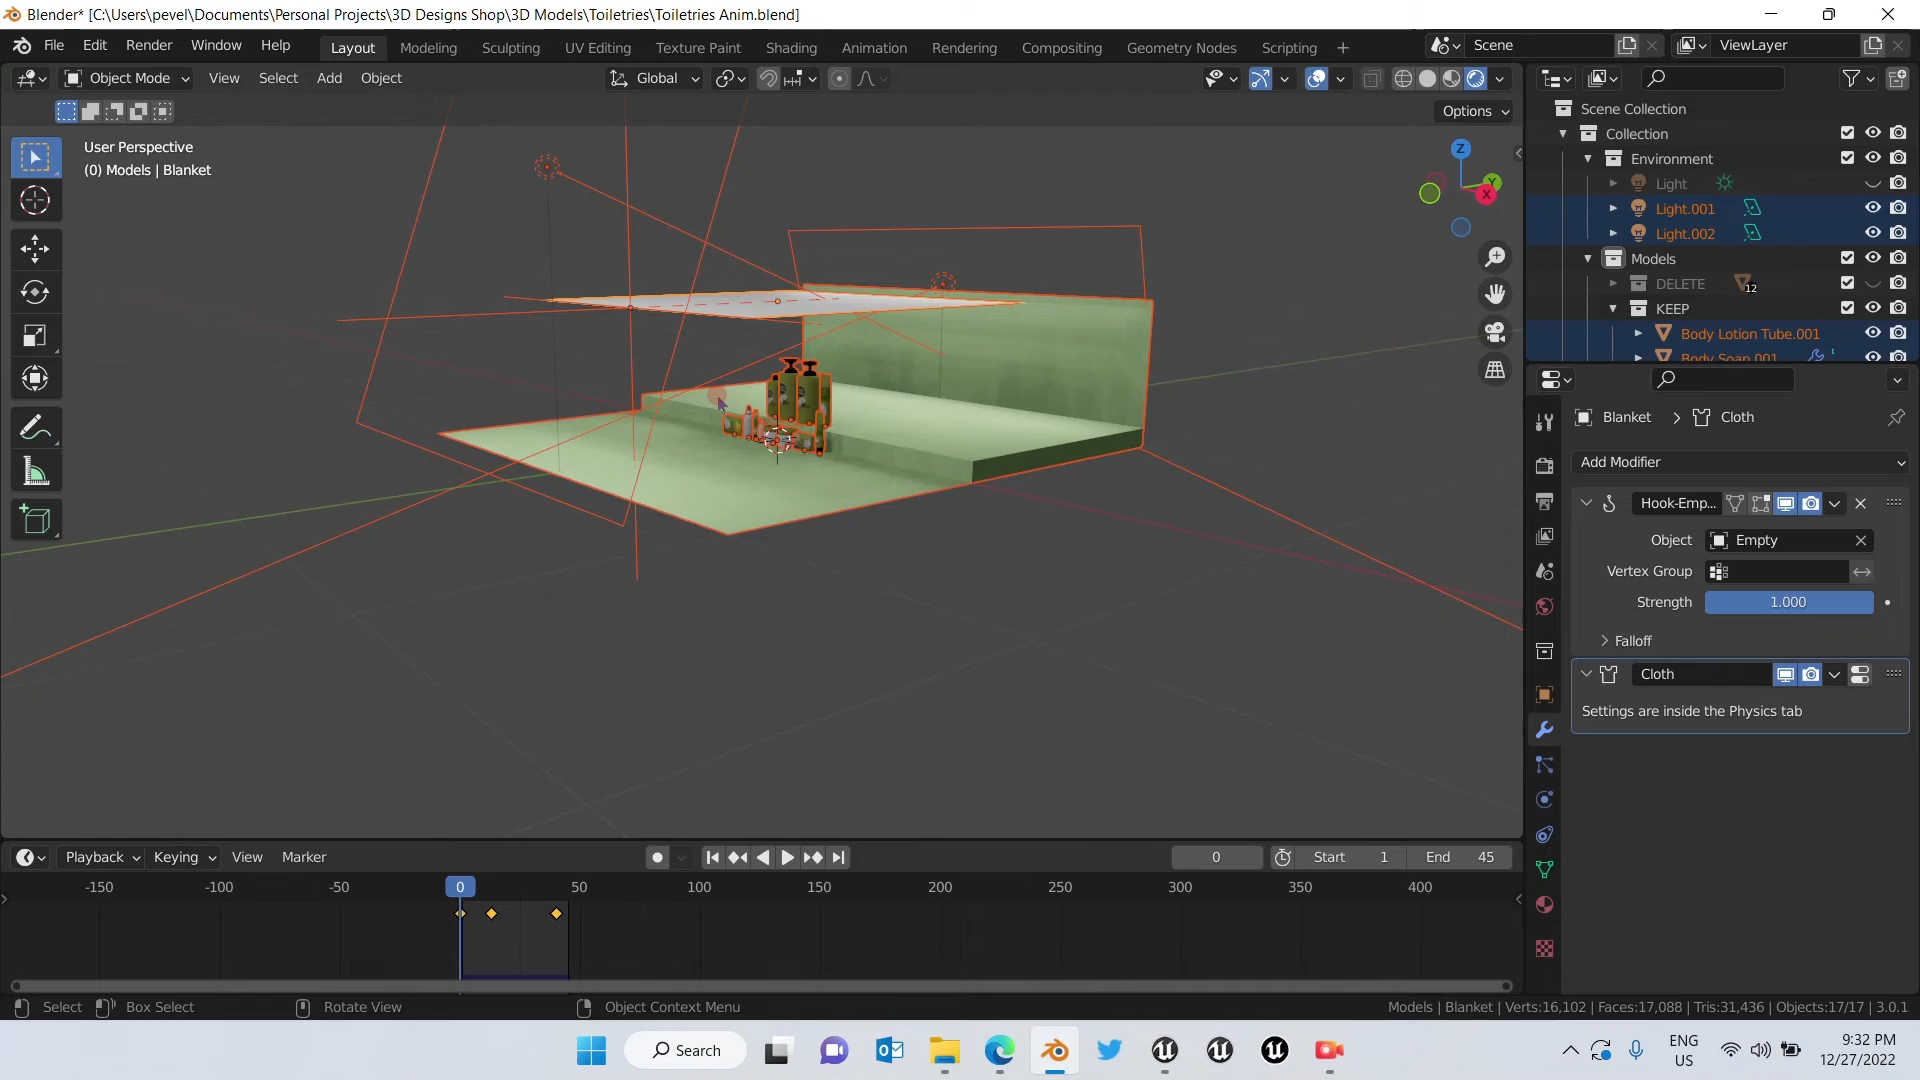 Blender* [C:\Users\pevel\Documents\Personal Projects\3D Designs Shop\3D Models\Toiletries\Toiletries Anim.blend]
File Edit Render Window Help Layout Modeling Sculpting UV Editing Texture Paint Shading Animation Rendering Compositing Geometry Nodes Scripting + Scene ViewLayer
Object Mode View Select Add Object Global
Options
User Perspective
(0) Models | Blanket
Z
Y
X
Scene Collection
Collection
Environment
Light
Light.001
Light.002
Models
DELETE 12
KEEP
Body Lotion Tube.001
Body Soap.001
Blanket > Cloth
Add Modifier
Hook-Emp...
Object Empty
Vertex Group
Strength 1.000
Falloff
Cloth
Settings are inside the Physics tab
Playback Keying View Marker 0 Start 1 End 45
-150 -100 -50 0 50 100 150 200 250 300 350 400
Select Box Select Rotate View Object Context Menu Models | Blanket | Verts:16,102 | Faces:17,088 | Tris:31,436 | Objects:17/17 | 3.0.1
Search
ENG
US
9:32 PM
12/27/2022